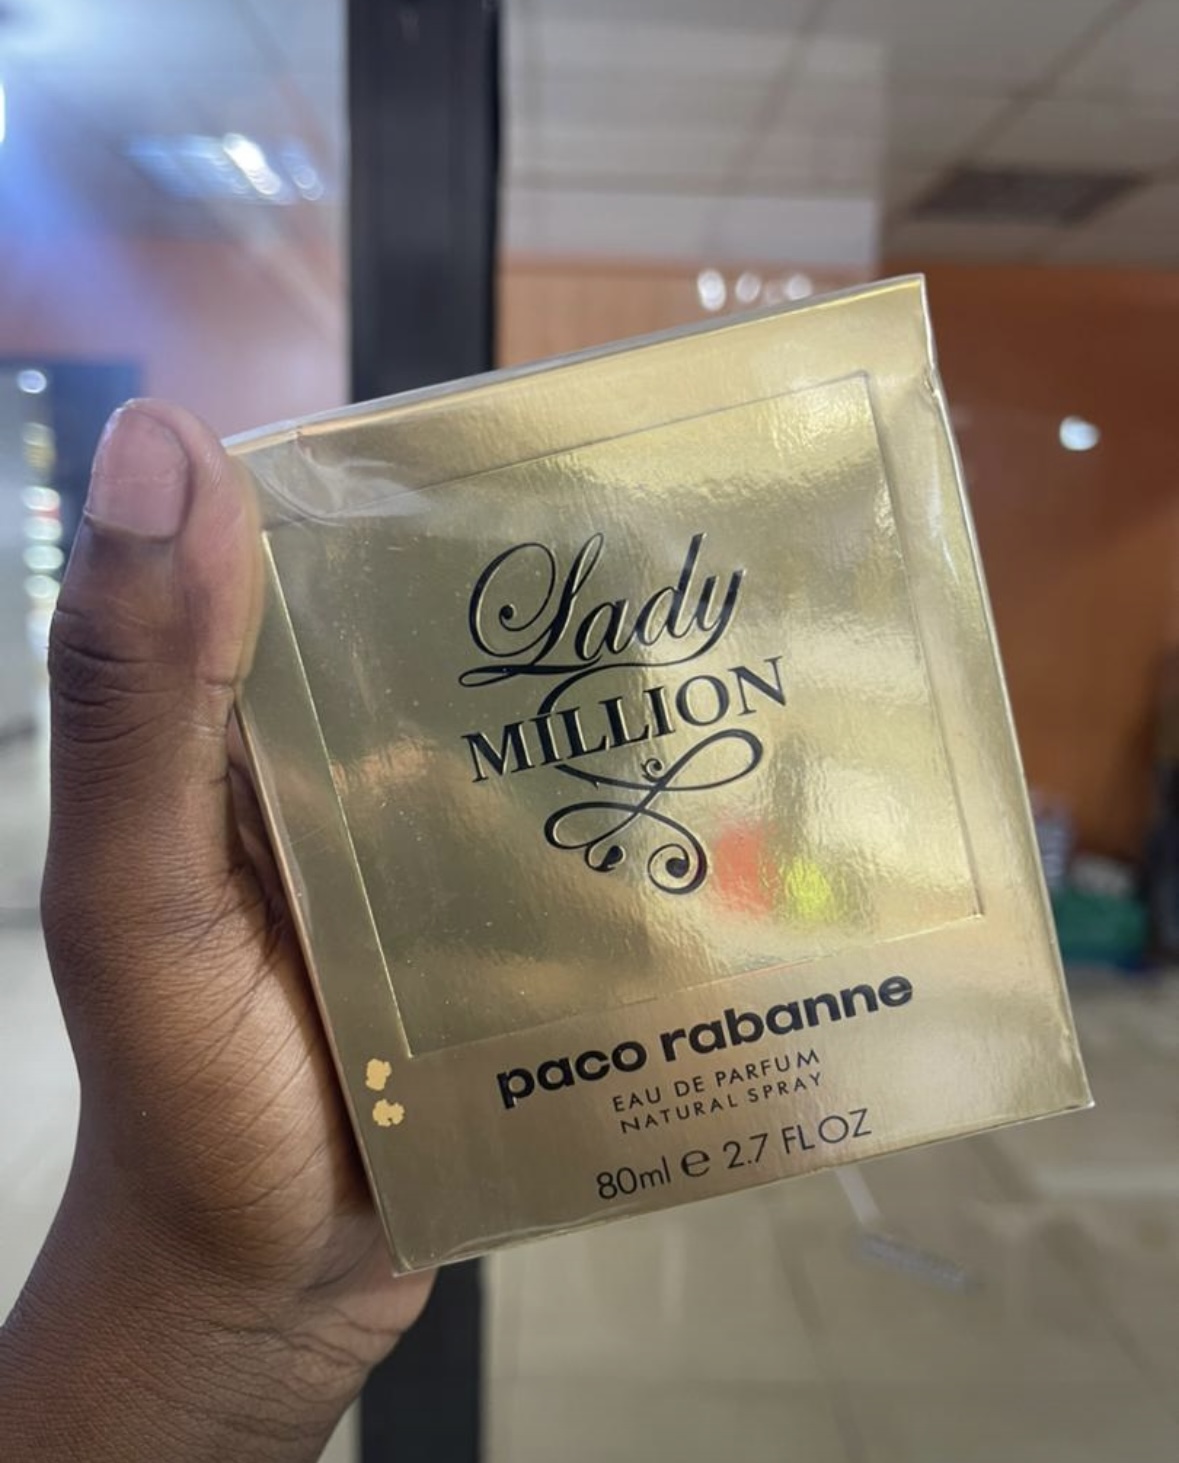 Lady
MILLION
paco rabanne
EAU DE PARFUM
NATURAL SPRAY
80ml ℮ 2.7 FL OZ